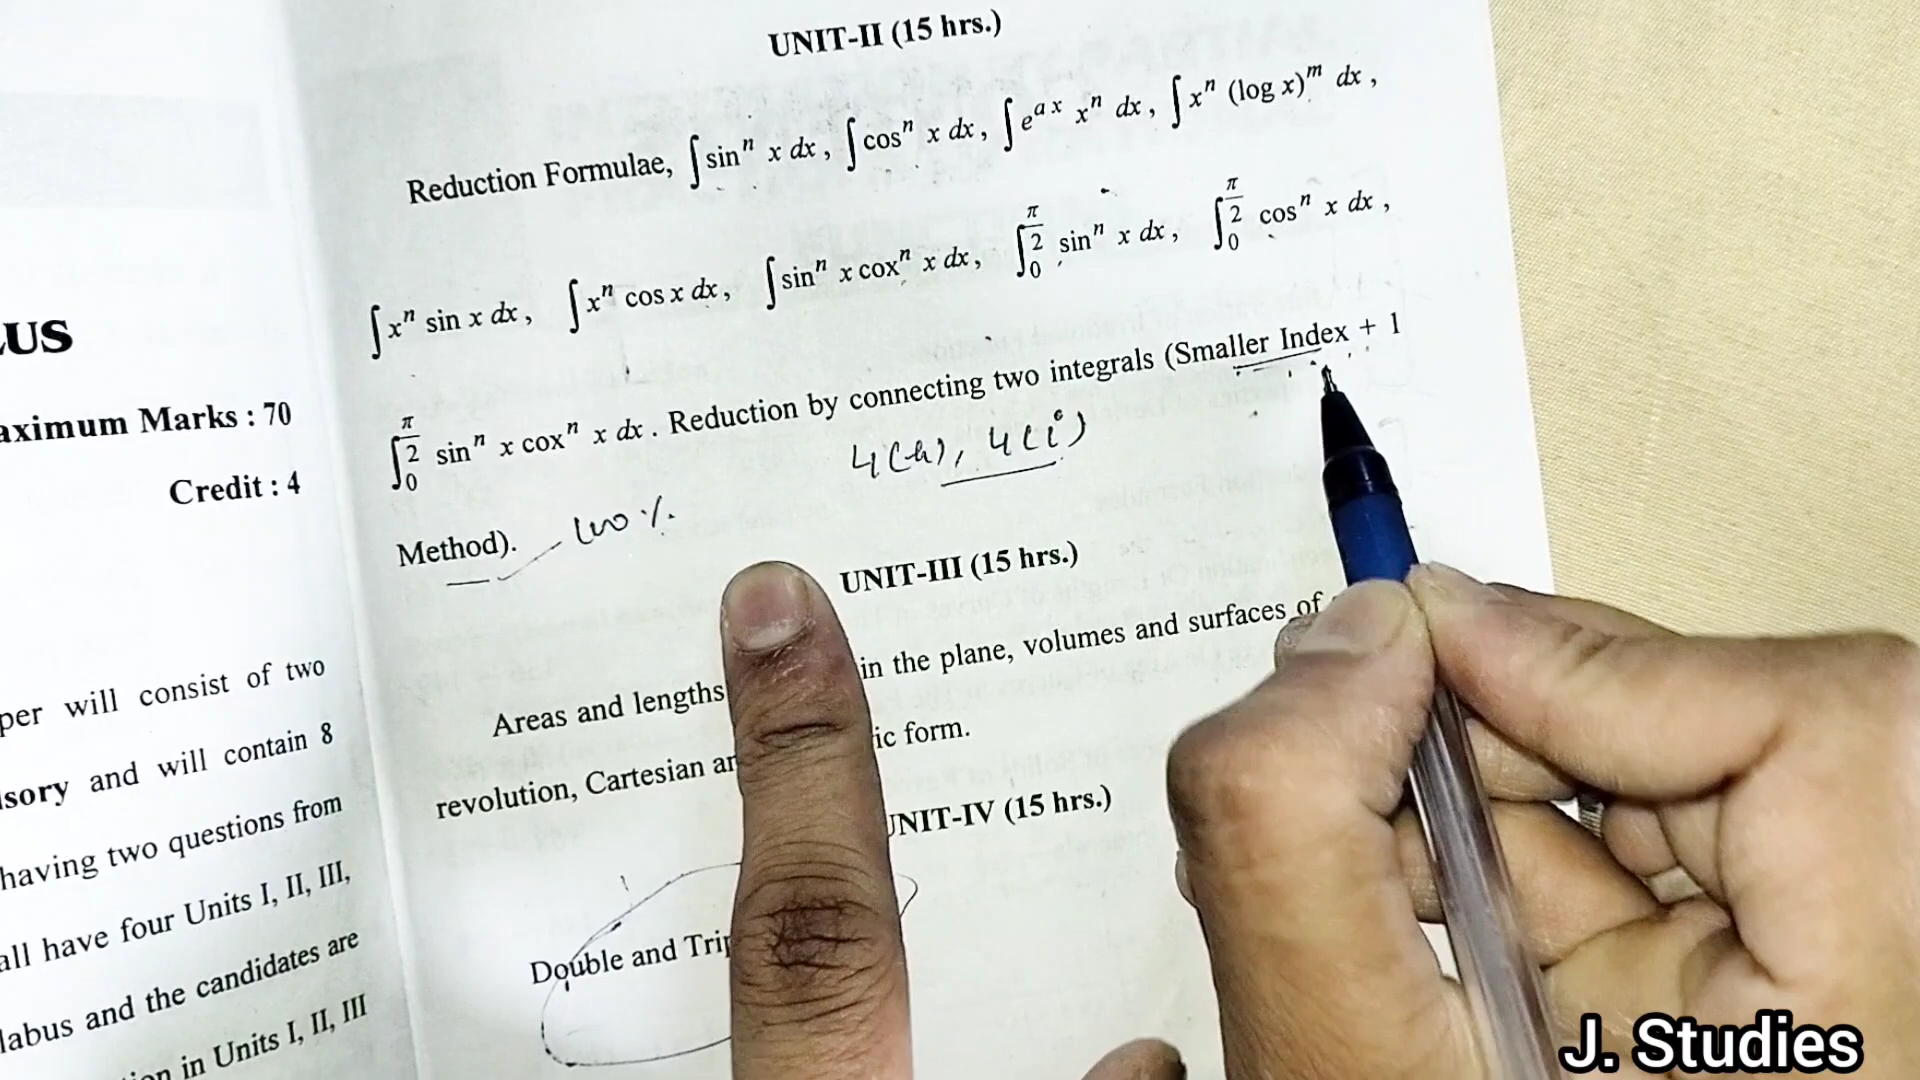 UNIT-II (15 hrs.)
Reduction Formulae, ∫sinⁿ x dx, ∫cosⁿ x dx, ∫eᵃˣ xⁿ dx, ∫xⁿ (log x)ᵐ dx,
∫xⁿ sin x dx, ∫xⁿ cos x dx, ∫sinⁿ x coxⁿ x dx, ∫₀^(π/2) sinⁿ x dx, ∫₀^(π/2) cosⁿ x dx,
∫₀^(π/2) sinⁿ x coxⁿ x dx. Reduction by connecting two integrals (Smaller Index + 1
4(h), 4(i)
Method). 100 %.
UNIT-III (15 hrs.)
Areas and lengths in the plane, volumes and surfaces of
revolution, Cartesian and ic form.
UNIT-IV (15 hrs.)
Double and Trip
LUS
aximum Marks : 70
Credit : 4
per will consist of two
sory and will contain 8
having two questions from
all have four Units I, II, III,
labus and the candidates are
in Units I, II, III
J. Studies